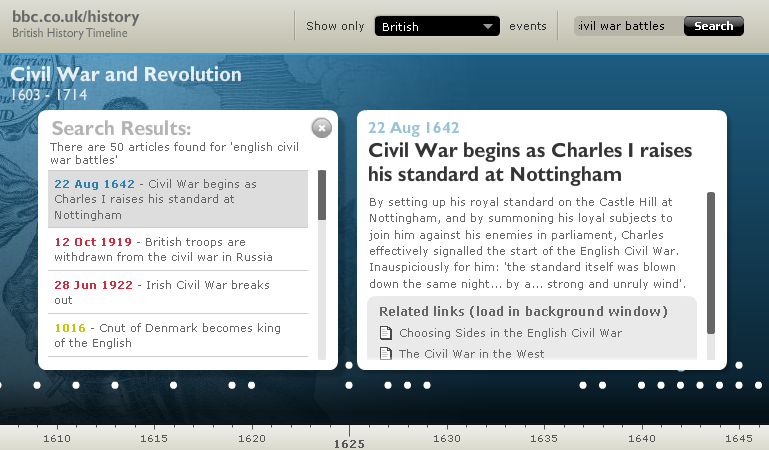 bbc.co.uk/history
British History Timeline
Show only
British
events
ivil war battles
Search
Civil War and Revolution
1603 - 1714
Search Results:
There are 50 articles found for 'english civil
war battles'
22 Aug 1642 - Civil War begins as
Charles I raises his standard at
Nottingham
12 Oct 1919 - British troops are
withdrawn from the civil war in Russia
28 Jun 1922 - Irish Civil War breaks
out
1016 - Cnut of Denmark becomes king
of the English
22 Aug 1642
Civil War begins as Charles I raises
his standard at Nottingham
By setting up his royal standard on the Castle Hill at
Nottingham, and by summoning his loyal subjects to
join him against his enemies in parliament, Charles
effectively signalled the start of the English Civil War.
Inauspiciously for him: 'the standard itself was blown
down the same night... by a... strong and unruly wind'.
Related links (load in background window)
Choosing Sides in the English Civil War
The Civil War in the West
1610 1615 1620 1625 1630 1635 1640 1645